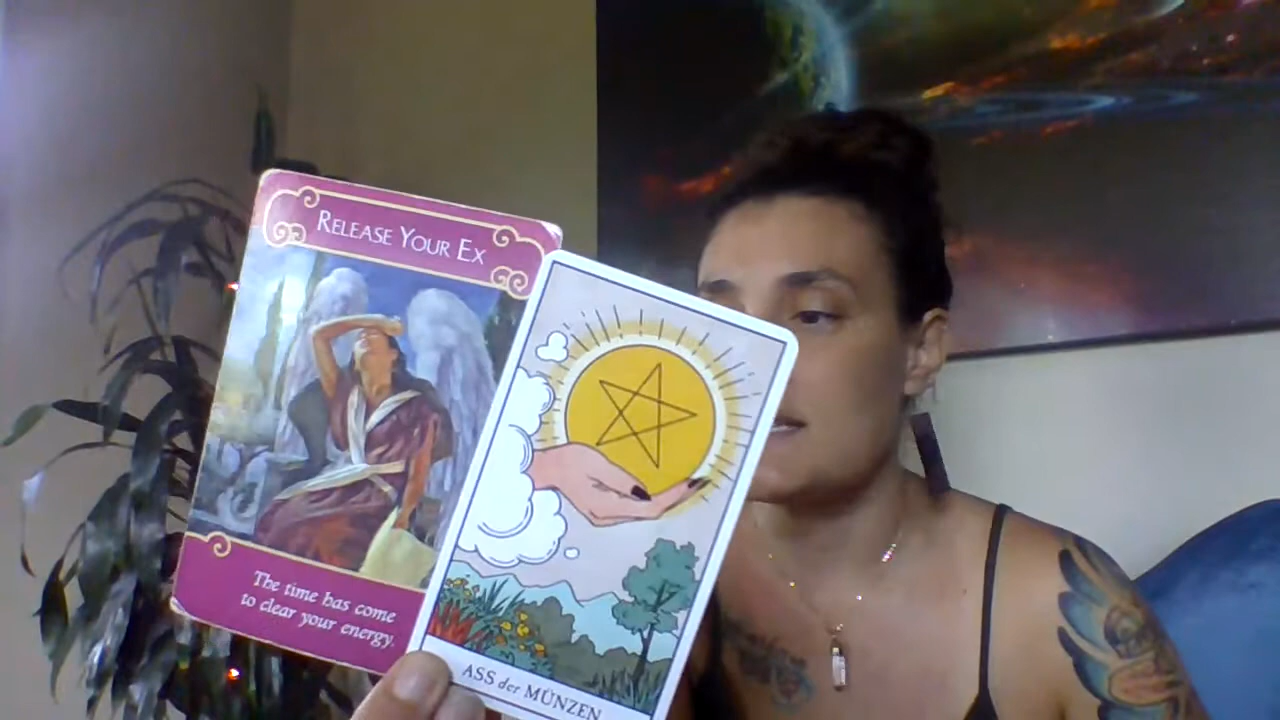 RELEASE YOUR EX
The time has come
to clear your energy.
ASS der MÜNZEN